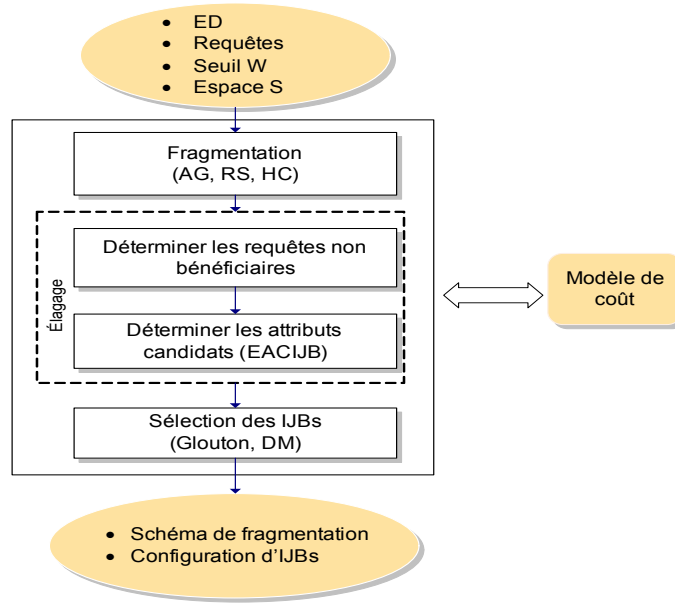 • ED
• Requêtes
• Seuil W
• Espace S
Fragmentation
(AG, RS, HC)
Élagage
Déterminer les requêtes non
bénéficiaires
Déterminer les attributs
candidats (EACIJB)
Sélection des IJBs
(Glouton, DM)
Modèle de
coût
• Schéma de fragmentation
• Configuration d'IJBs